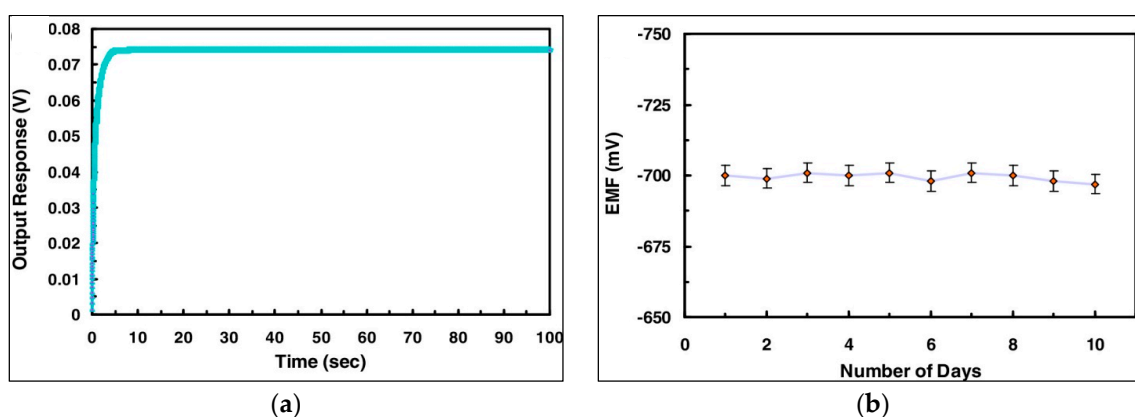 0.08
0.07
0.06
0.05
0.04
0.03
0.02
0.01
0
Output Response (V)
0 10 20 30 40 50 60 70 80 90 100
Time (sec)
(a)
-750
-725
-700
-675
-650
EMF (mV)
0 2 4 6 8 10
Number of Days
(b)